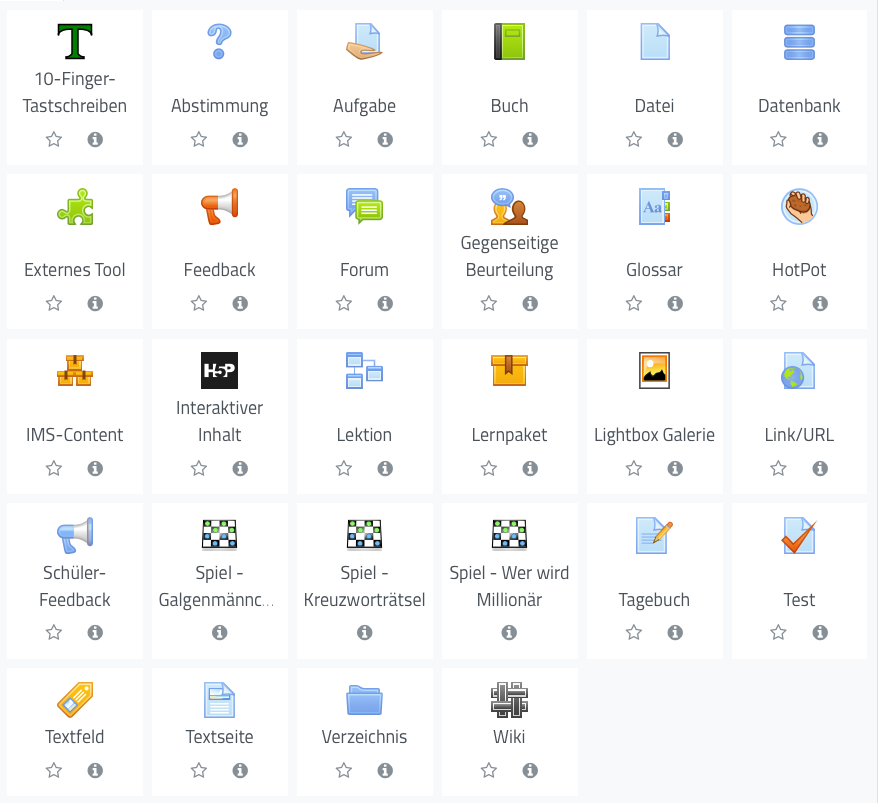 T
10-Finger-
Tastschreiben
?
Abstimmung
Aufgabe
Buch
Datei
Datenbank
Externes Tool
Feedback
Forum
Gegenseitige
Beurteilung
Aa
Glossar
HotPot
IMS-Content
H5P
Interaktiver
Inhalt
Lektion
Lernpaket
Lightbox Galerie
Link/URL
Schüler-
Feedback
Spiel -
Galgenmännc...
Spiel -
Kreuzworträtsel
Spiel - Wer wird
Millionär
Tagebuch
Test
Textfeld
Textseite
Verzeichnis
Wiki